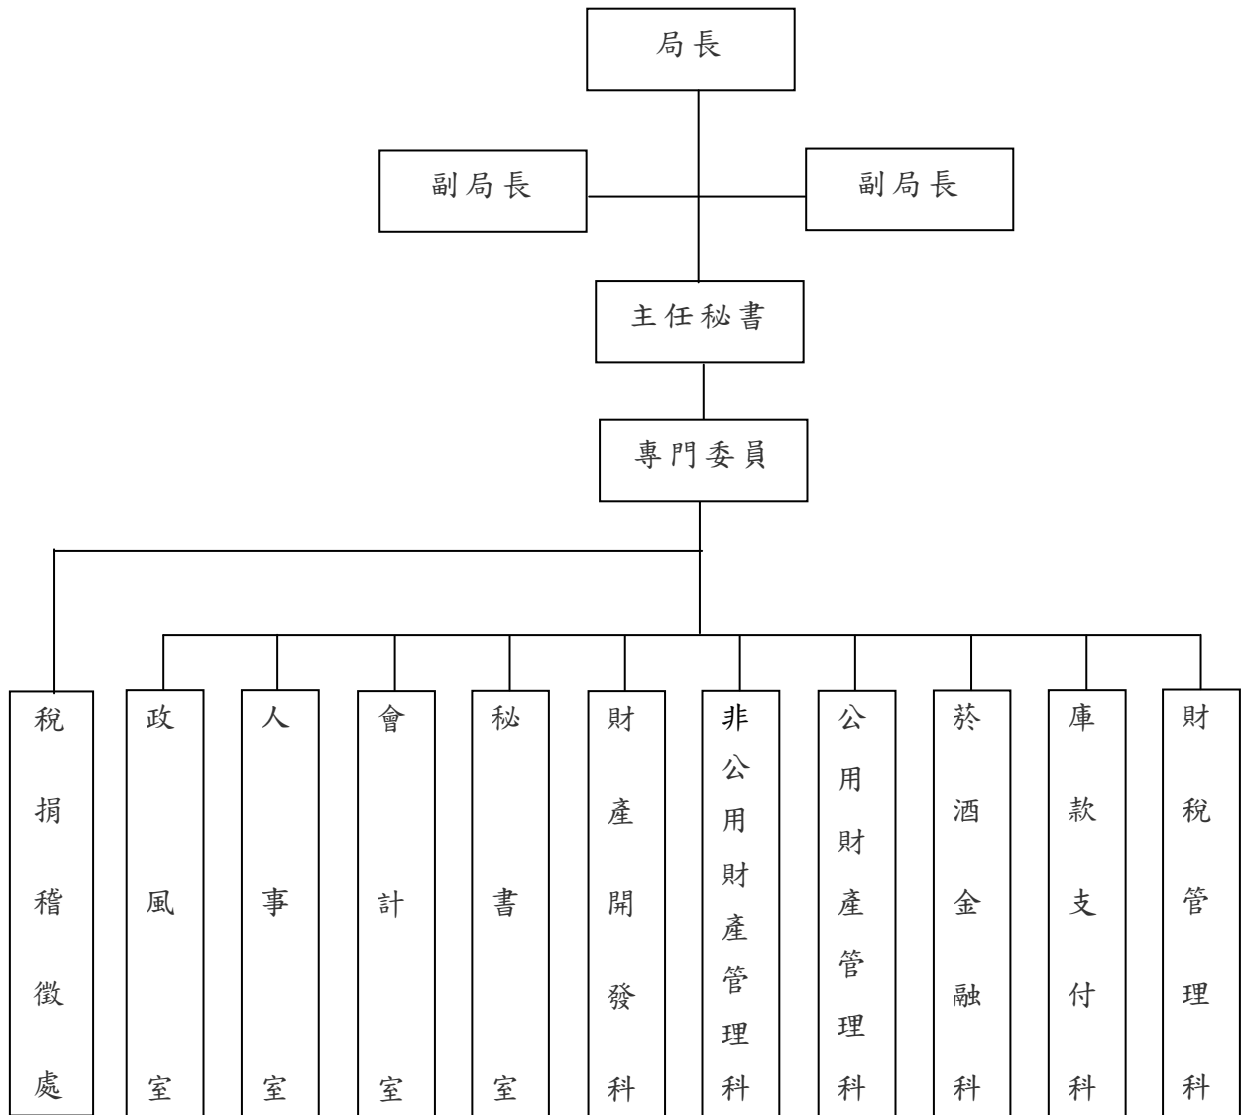 局長
副局長
副局長
主任秘書
專門委員
稅捐稽徵處
政風室
人事室
會計室
秘書室
財產開發科
非公用財產管理科
公用財產管理科
菸酒金融科
庫款支付科
財稅管理科